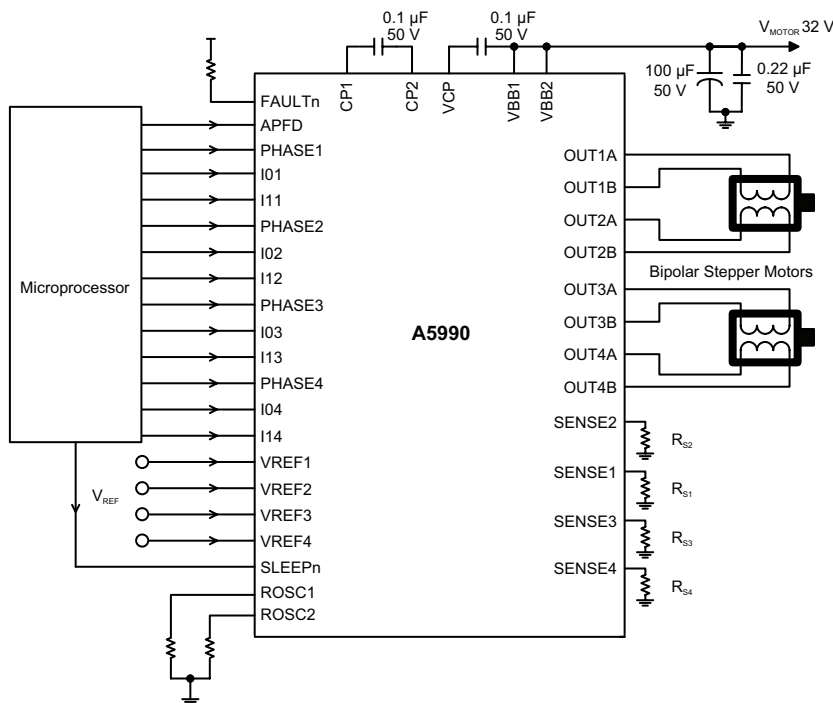 0.1 µF
50 V
0.1 µF
50 V
VMOTOR 32 V
100 µF
50 V
0.22 µF
50 V
CP1
CP2
VCP
VBB1
VBB2
FAULTn
APFD
PHASE1
I01
I11
PHASE2
I02
I12
PHASE3
I03
I13
PHASE4
I04
I14
VREF1
VREF2
VREF3
VREF4
SLEEPn
ROSC1
ROSC2
Microprocessor
VREF
A5990
OUT1A
OUT1B
OUT2A
OUT2B
Bipolar Stepper Motors
OUT3A
OUT3B
OUT4A
OUT4B
SENSE2
RS2
SENSE1
RS1
SENSE3
RS3
SENSE4
RS4